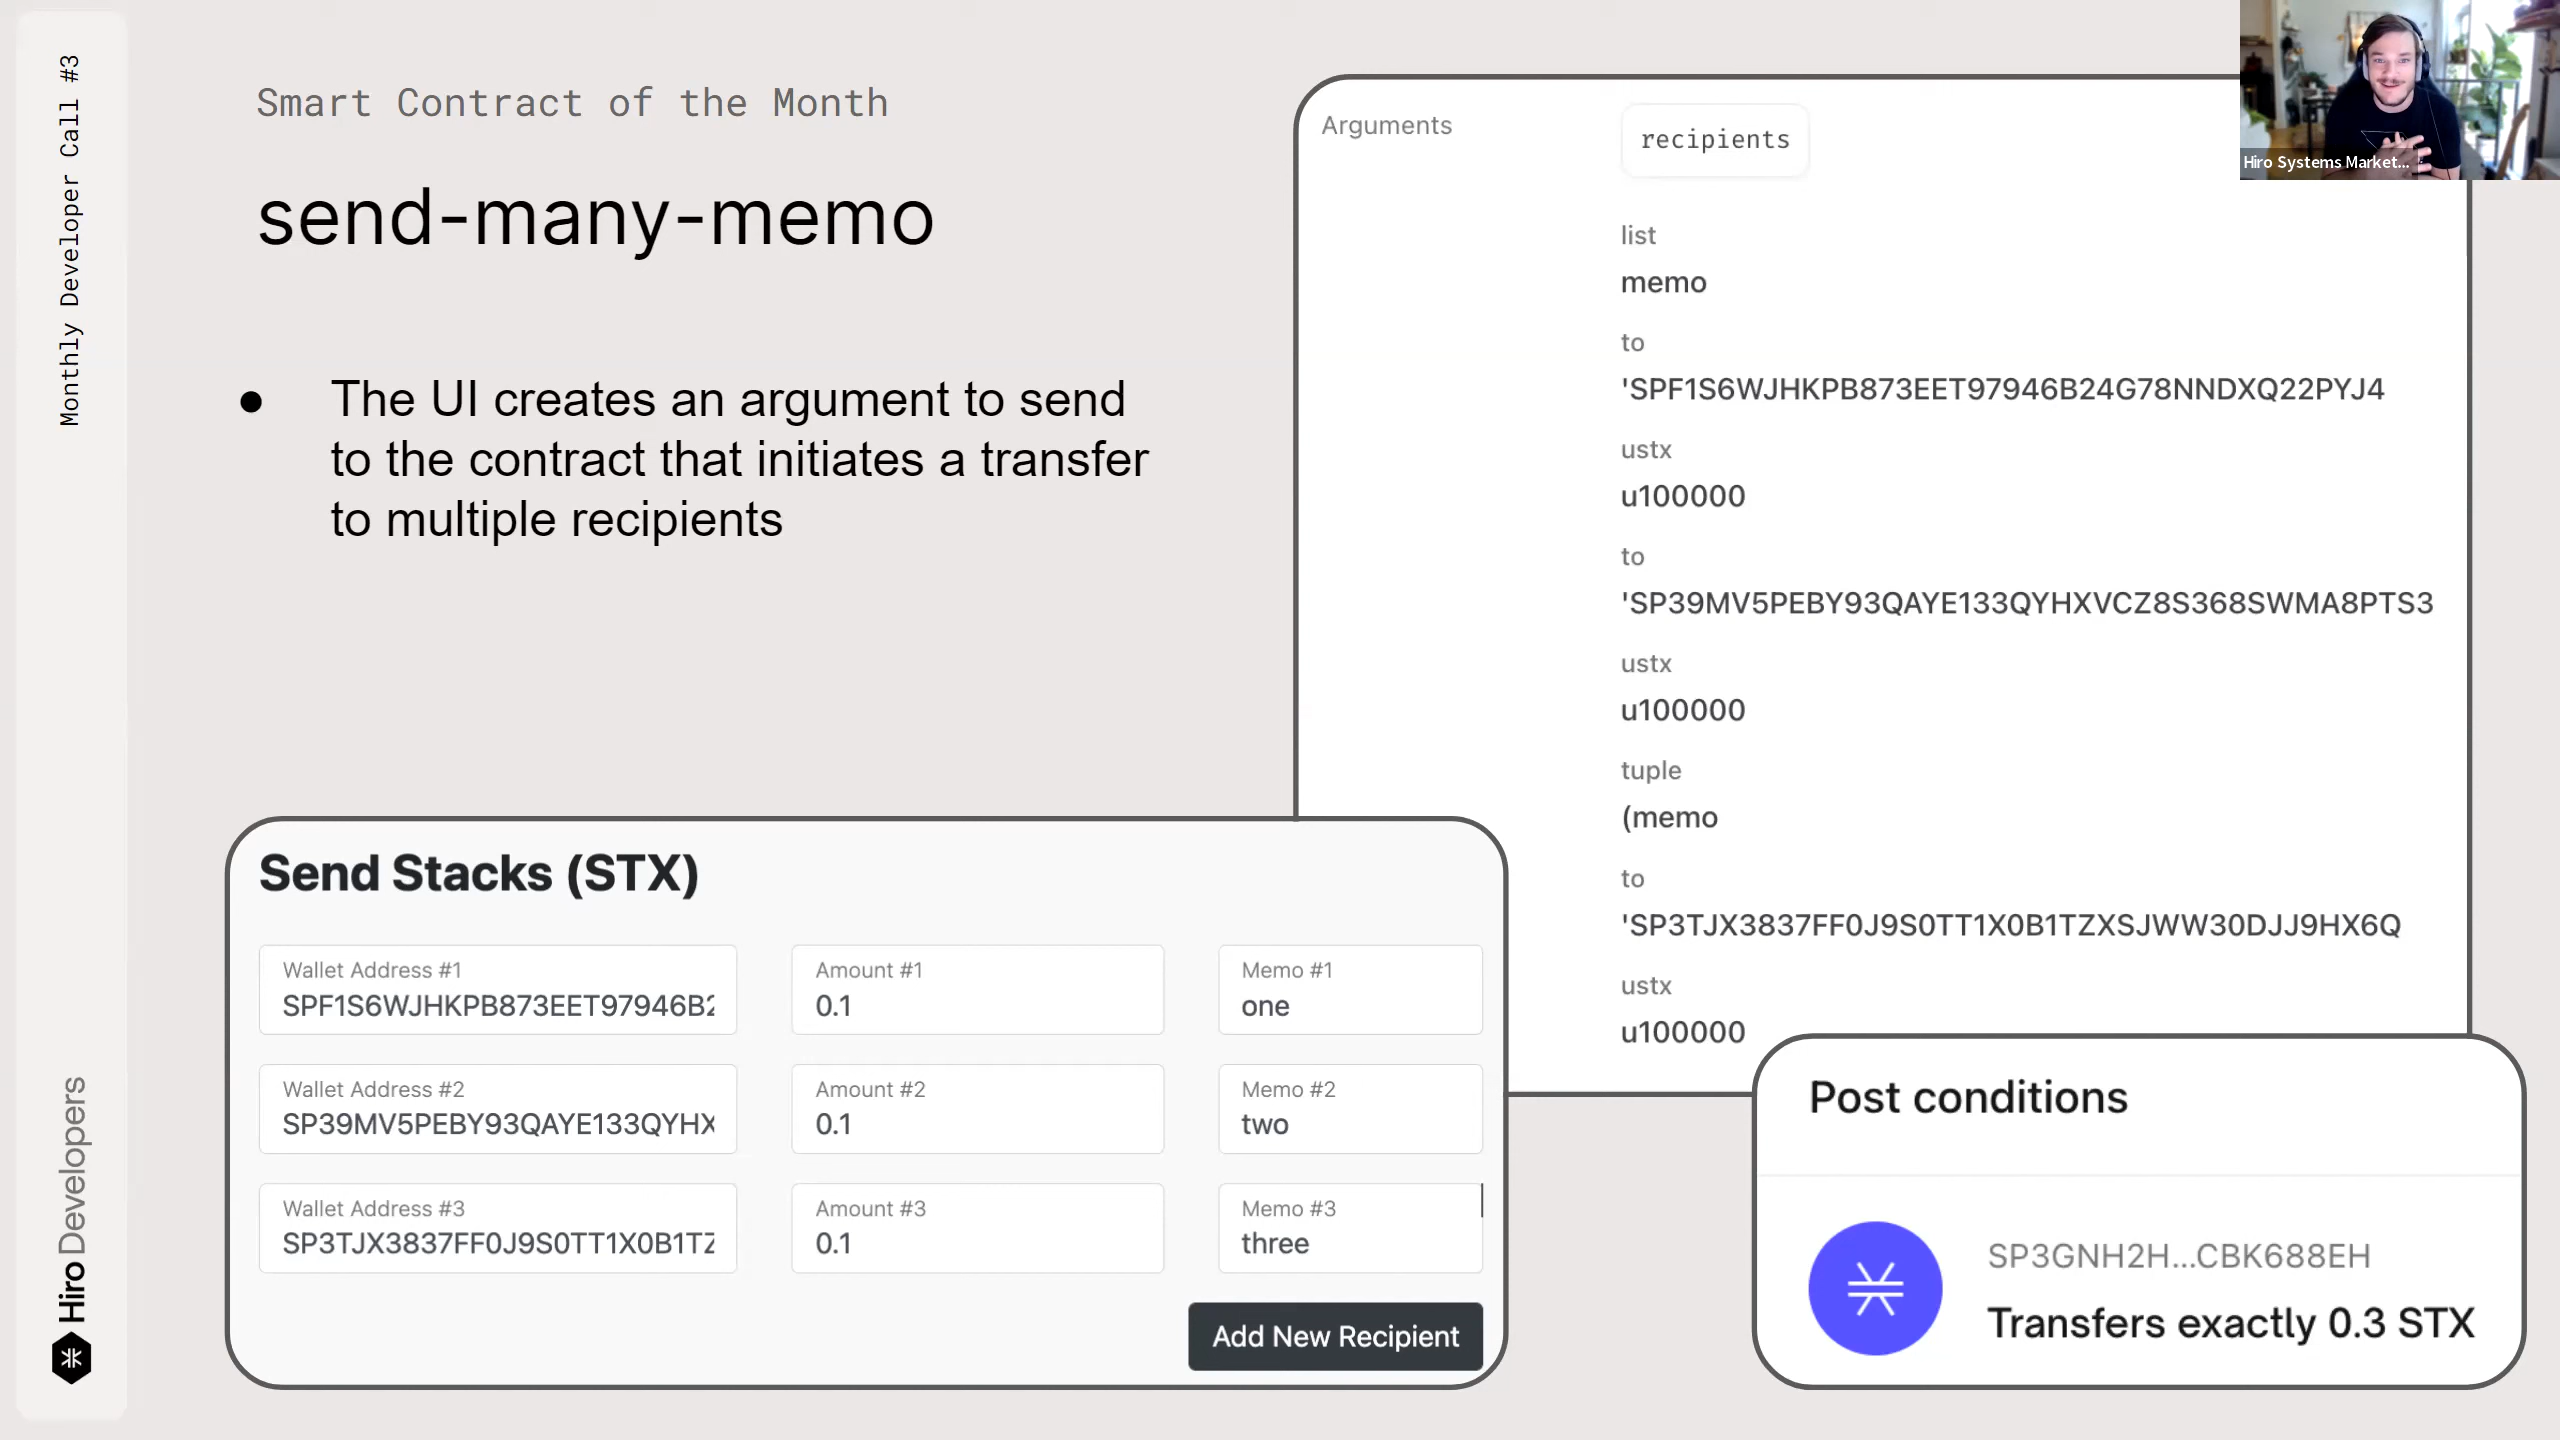 Monthly Developer Call #3
Hiro Developers
Smart Contract of the Month
send-many-memo
● The UI creates an argument to send
to the contract that initiates a transfer
to multiple recipients
Arguments
recipients
list
memo
to
'SPF1S6WJHKPB873EET97946B24G78NNDXQ22PYJ4
ustx
u100000
to
'SP39MV5PEBY93QAYE133QYHXVCZ8S368SWMA8PTS3
ustx
u100000
tuple
(memo
to
'SP3TJX3837FF0J9S0TT1X0B1TZXSJWW30DJJ9HX6Q
ustx
u100000
Send Stacks (STX)
Wallet Address #1
SPF1S6WJHKPB873EET97946B2
Amount #1
0.1
Memo #1
one
Wallet Address #2
SP39MV5PEBY93QAYE133QYHX
Amount #2
0.1
Memo #2
two
Wallet Address #3
SP3TJX3837FF0J9S0TT1X0B1TZ
Amount #3
0.1
Memo #3
three
Add New Recipient
Post conditions
SP3GNH2H...CBK688EH
Transfers exactly 0.3 STX
Hiro Systems Market...